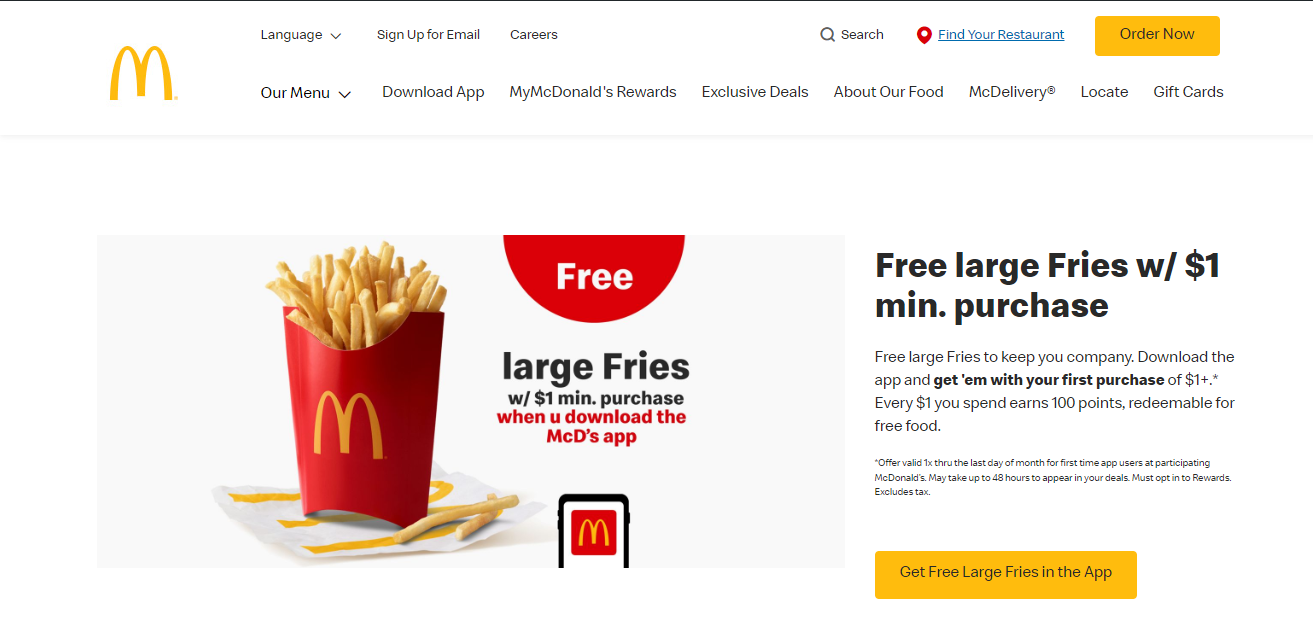 Language
Sign Up for Email
Careers
Search
Find Your Restaurant
Order Now
Our Menu
Download App
MyMcDonald's Rewards
Exclusive Deals
About Our Food
McDelivery®
Locate
Gift Cards
Free
large Fries
w/ $1 min. purchase
when u download the
McD's app
Free large Fries w/ $1
min. purchase
Free large Fries to keep you company. Download the
app and get 'em with your first purchase of $1+.*
Every $1 you spend earns 100 points, redeemable for
free food.
*Offer valid 1x thru the last day of month for first time app users at participating
McDonald's. May take up to 48 hours to appear in your deals. Must opt in to Rewards.
Excludes tax.
Get Free Large Fries in the App